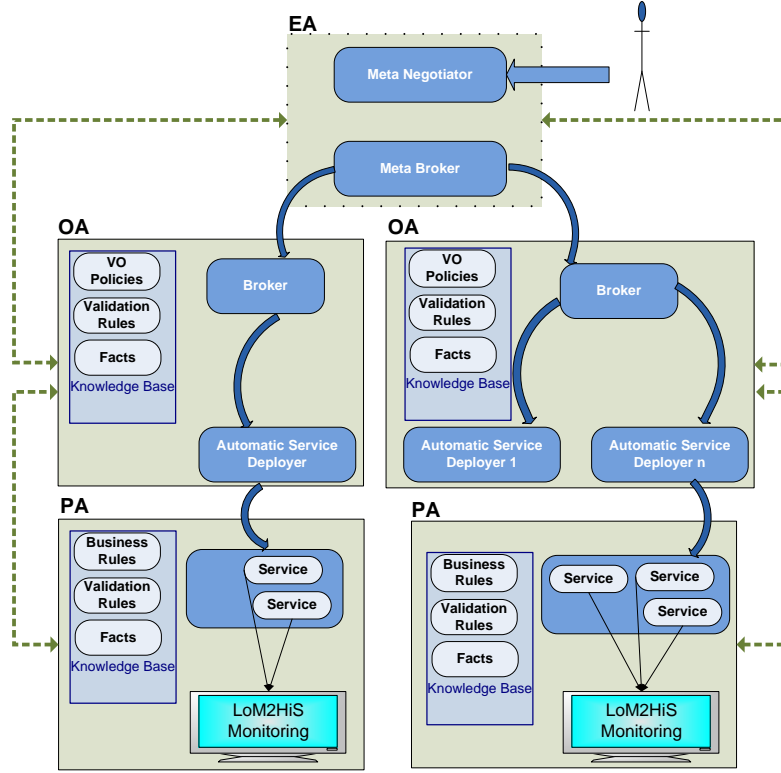 EA
Meta Negotiator
Meta Broker
OA
VO
Policies
Validation
Rules
Facts
Knowledge Base
Broker
Automatic Service
Deployer
OA
VO
Policies
Validation
Rules
Facts
Knowledge Base
Broker
Automatic Service
Deployer 1
Automatic Service
Deployer n
PA
Business
Rules
Validation
Rules
Facts
Knowledge Base
Service
Service
LoM2HiS
Monitoring
PA
Business
Rules
Validation
Rules
Facts
Knowledge Base
Service
Service
Service
LoM2HiS
Monitoring